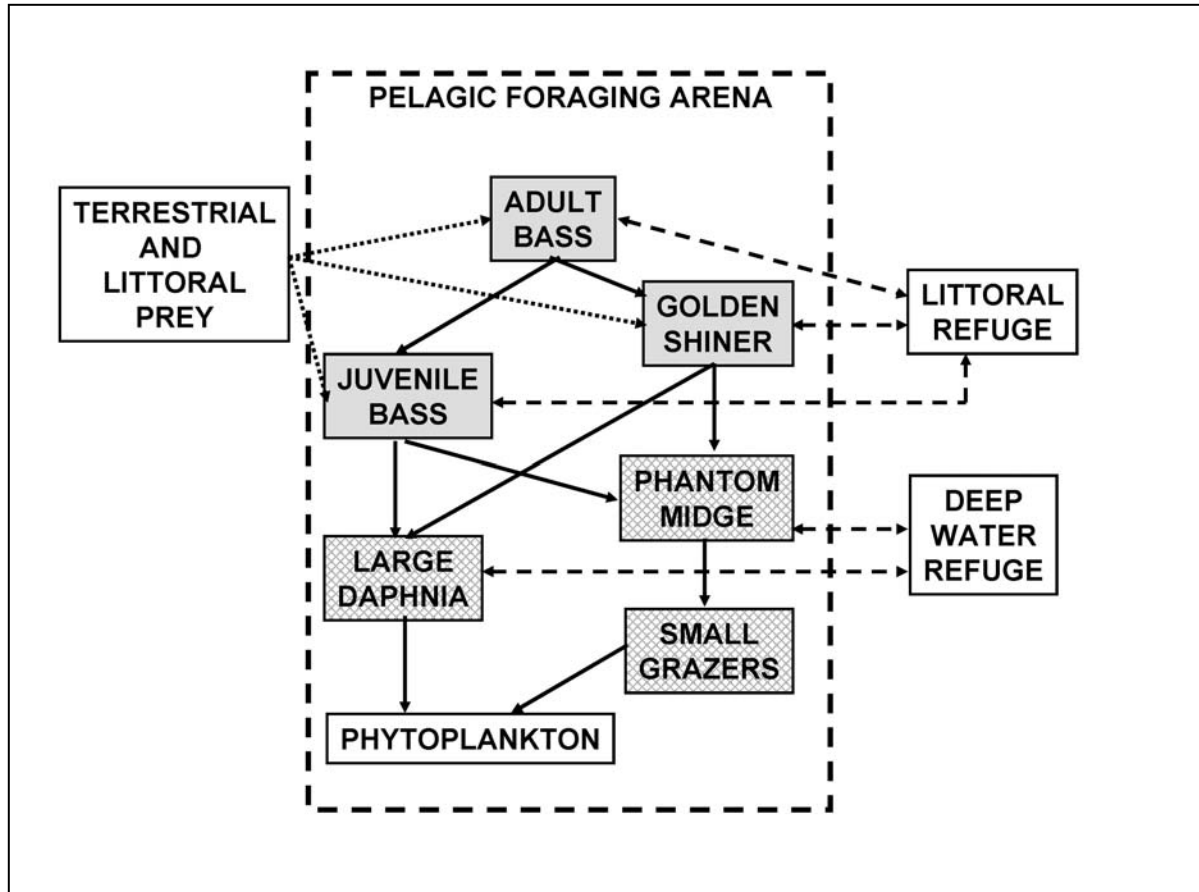 PELAGIC FORAGING ARENA
TERRESTRIAL
AND
LITTORAL
PREY
ADULT
BASS
GOLDEN
SHINER
LITTORAL
REFUGE
JUVENILE
BASS
PHANTOM
MIDGE
DEEP
WATER
REFUGE
LARGE
DAPHNIA
SMALL
GRAZERS
PHYTOPLANKTON